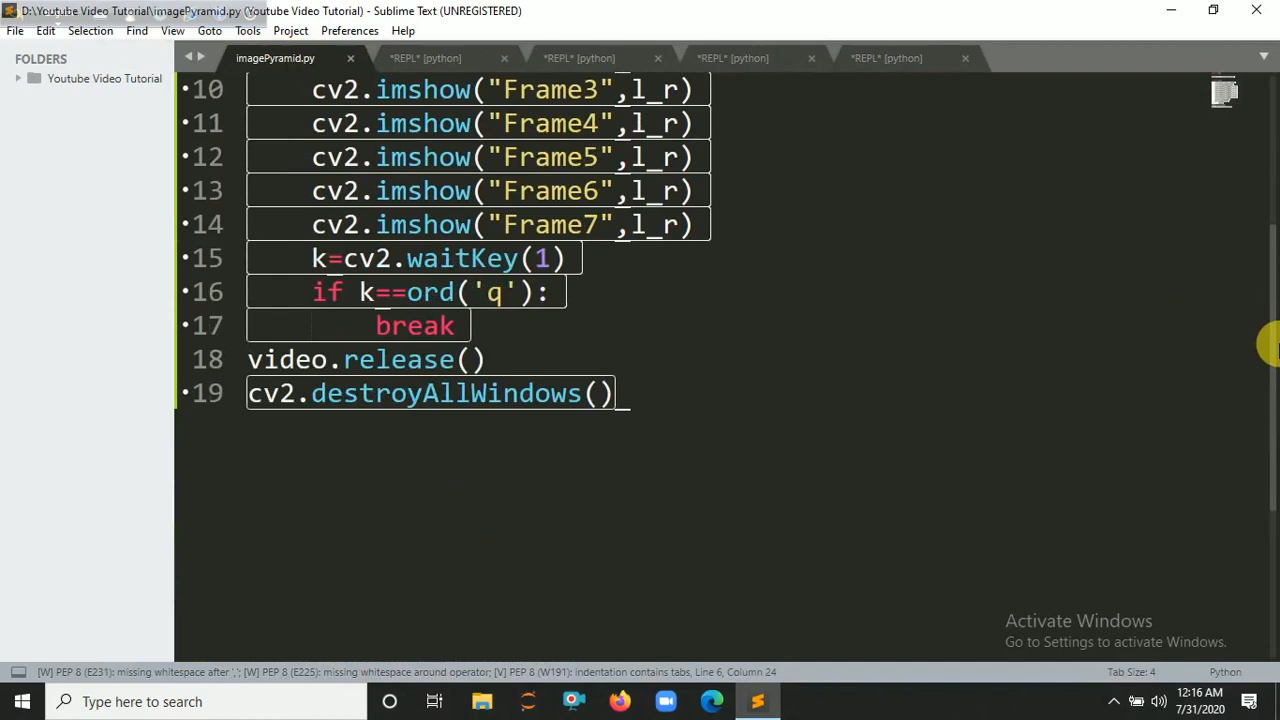 D:\Youtube Video Tutorial\imagePyramid.py (Youtube Video Tutorial) - Sublime Text (UNREGISTERED)
File Edit Selection Find View Goto Tools Project Preferences Help
FOLDERS
Youtube Video Tutorial
imagePyramid.py × *REPL* [python] × *REPL* [python] × *REPL* [python] × *REPL* [python] ×
10 cv2.imshow("Frame3",l_r)
11 cv2.imshow("Frame4",l_r)
12 cv2.imshow("Frame5",l_r)
13 cv2.imshow("Frame6",l_r)
14 cv2.imshow("Frame7",l_r)
15 k=cv2.waitKey(1)
16 if k==ord('q'):
17 break
18 video.release()
19 cv2.destroyAllWindows()
Activate Windows
Go to Settings to activate Windows.
[W] PEP 8 (E231): missing whitespace after ','; [W] PEP 8 (E225): missing whitespace around operator; [V] PEP 8 (W191): indentation contains tabs, Line 6, Column 24 Tab Size: 4 Python
Type here to search
12:16 AM
7/31/2020